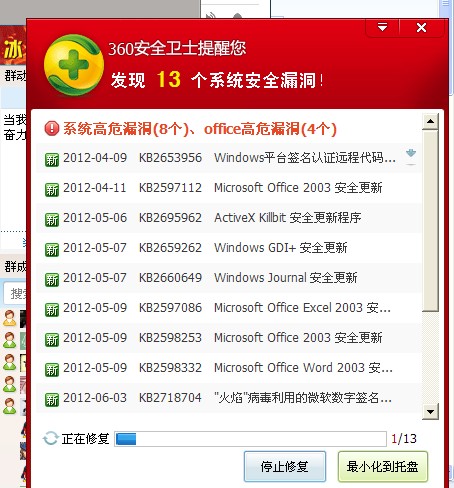 360安全卫士提醒您
发现 13 个系统安全漏洞!
系统高危漏洞(8个)、office高危漏洞(4个)
新 2012-04-09 KB2653956 Windows平台签名认证远程代码...
新 2012-04-11 KB2597112 Microsoft Office 2003 安全更新
新 2012-05-06 KB2695962 ActiveX Killbit 安全更新程序
新 2012-05-07 KB2659262 Windows GDI+ 安全更新
新 2012-05-07 KB2660649 Windows Journal 安全更新
新 2012-05-09 KB2597086 Microsoft Office Excel 2003 安...
新 2012-05-09 KB2598253 Microsoft Office 2003 安全更新
新 2012-05-09 KB2598332 Microsoft Office Word 2003 安...
新 2012-06-03 KB2718704 "火焰"病毒利用的微软数字签名...
正在修复 1/13
停止修复 最小化到托盘
群动
当我
奋力
群成
搜索